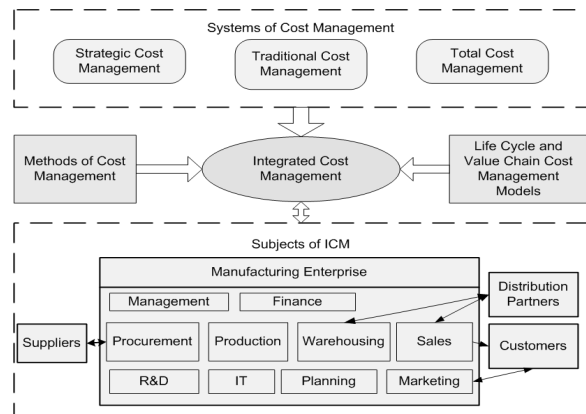 Systems of Cost Management
Strategic Cost
Management
Traditional Cost
Management
Total Cost
Management
Methods of Cost
Management
Integrated Cost
Management
Life Cycle and
Value Chain Cost
Management
Models
Subjects of ICM
Manufacturing Enterprise
Management
Finance
Distribution
Partners
Suppliers
Procurement
Production
Warehousing
Sales
Customers
R&D
IT
Planning
Marketing